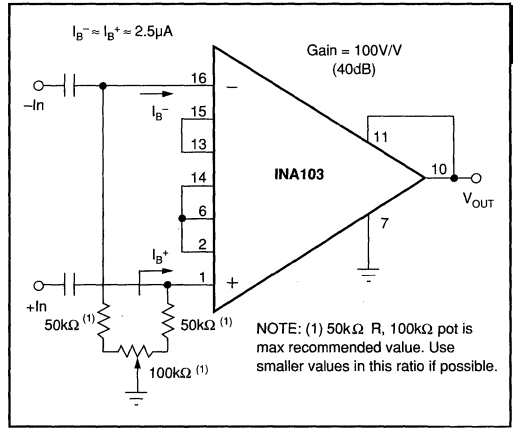 I_B^- ≈ I_B^+ ≈ 2.5µA
Gain = 100V/V
(40dB)
16
–
–In
I_B^-
15
13
11
INA103
14
10
6
V_OUT
7
2
I_B^+
1
+
+In
50kΩ (1)
50kΩ (1)
100kΩ (1)
NOTE: (1) 50kΩ R, 100kΩ pot is
max recommended value. Use
smaller values in this ratio if possible.